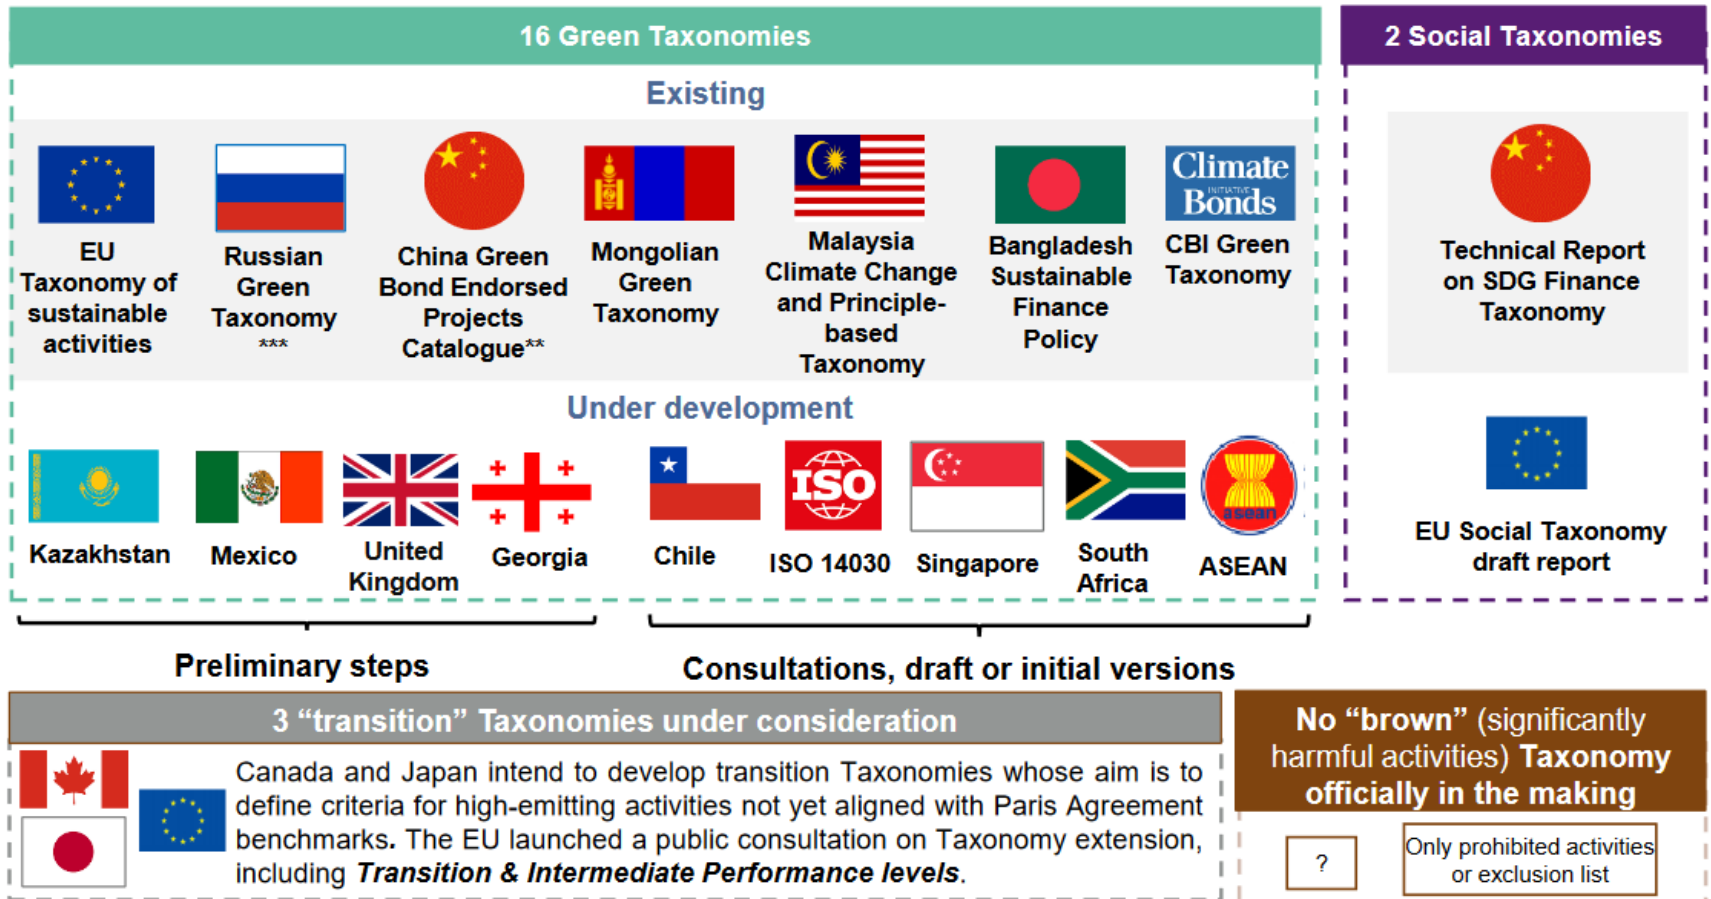 16 Green Taxonomies
2 Social Taxonomies
Existing
Climate
INITIATIVE
Bonds
EU
Taxonomy of
sustainable
activities
Russian
Green
Taxonomy
***
China Green
Bond Endorsed
Projects
Catalogue**
Mongolian
Green
Taxonomy
Malaysia
Climate Change
and Principle-
based
Taxonomy
Bangladesh
Sustainable
Finance
Policy
CBI Green
Taxonomy
Technical Report
on SDG Finance
Taxonomy
Under development
ISO
asean
Kazakhstan
Mexico
United
Kingdom
Georgia
Chile
ISO 14030
Singapore
South
Africa
ASEAN
EU Social Taxonomy
draft report
Preliminary steps
Consultations, draft or initial versions
3 “transition” Taxonomies under consideration
Canada and Japan intend to develop transition Taxonomies whose aim is to
define criteria for high-emitting activities not yet aligned with Paris Agreement
benchmarks. The EU launched a public consultation on Taxonomy extension,
including Transition & Intermediate Performance levels.
No “brown” (significantly
harmful activities) Taxonomy
officially in the making
?
Only prohibited activities
or exclusion list